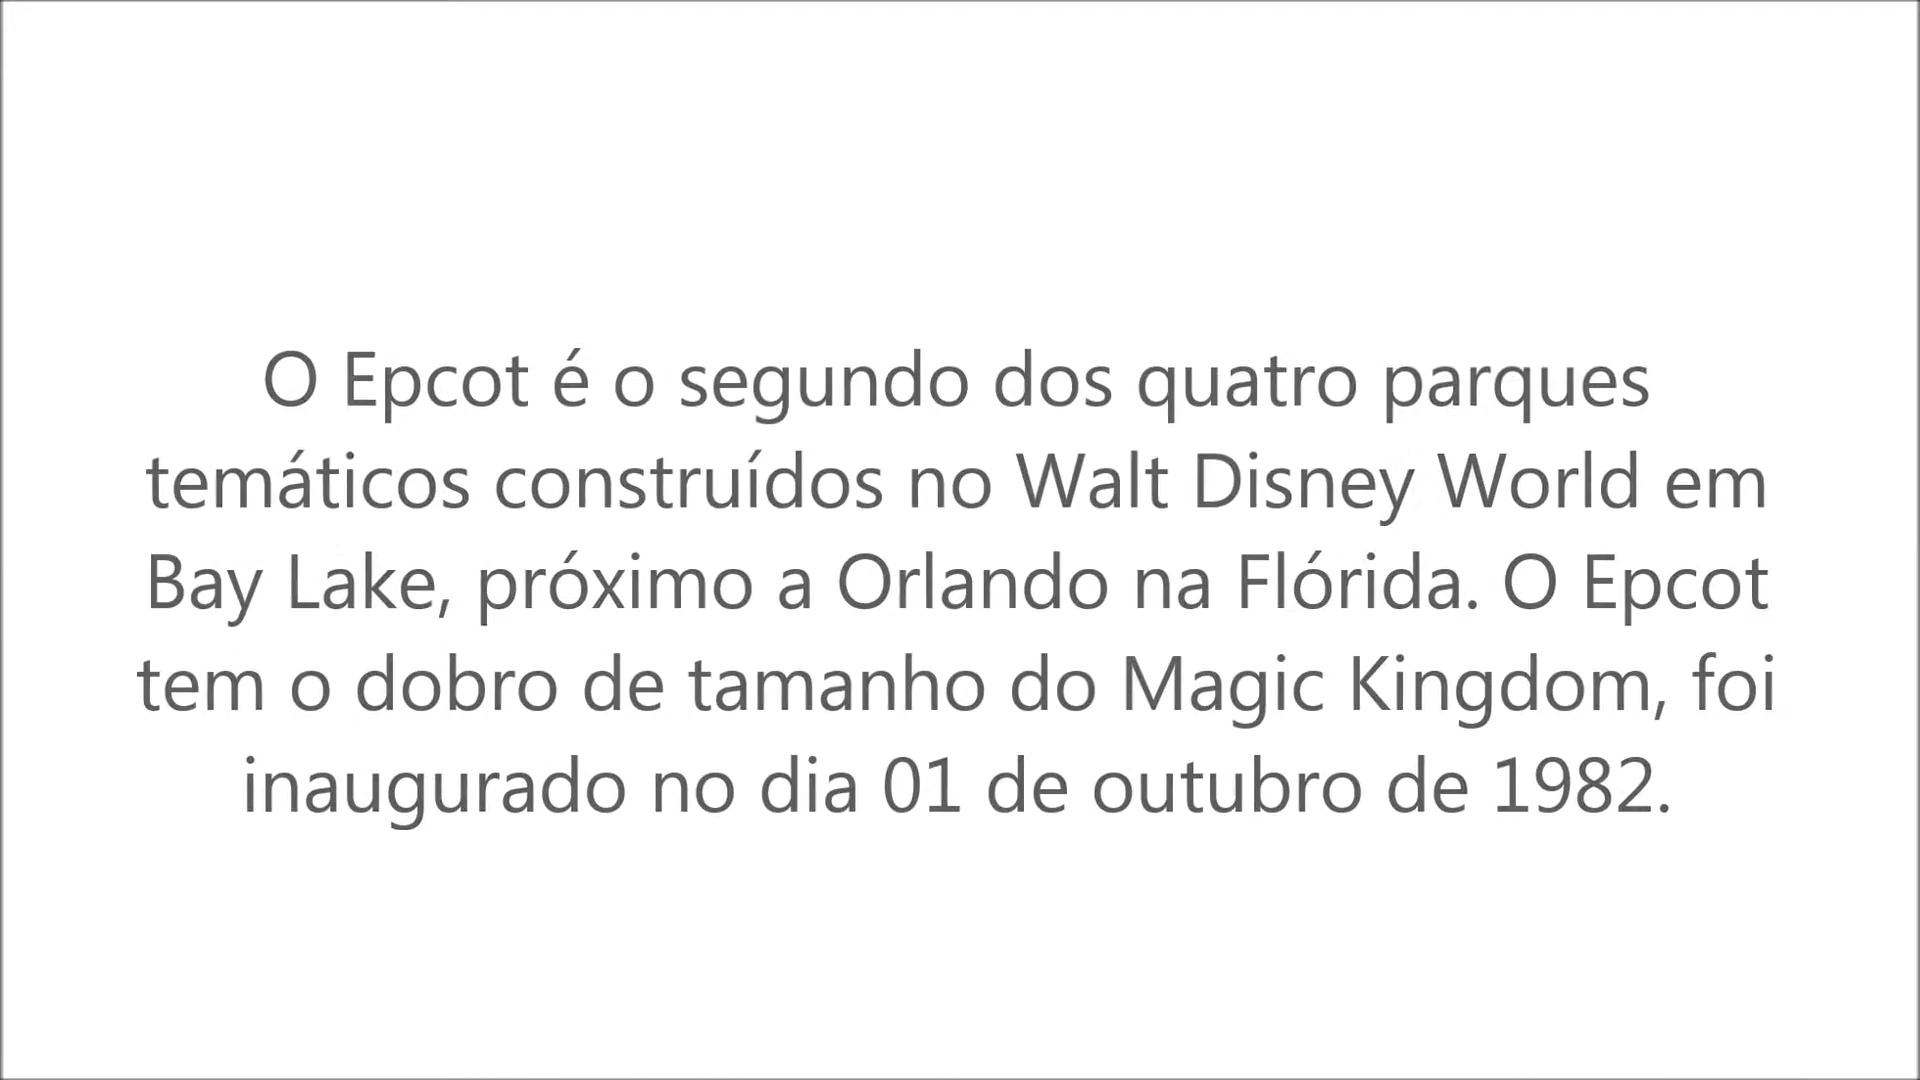 O Epcot é o segundo dos quatro parques
temáticos construídos no Walt Disney World em
Bay Lake, próximo a Orlando na Flórida. O Epcot
tem o dobro de tamanho do Magic Kingdom, foi
inaugurado no dia 01 de outubro de 1982.